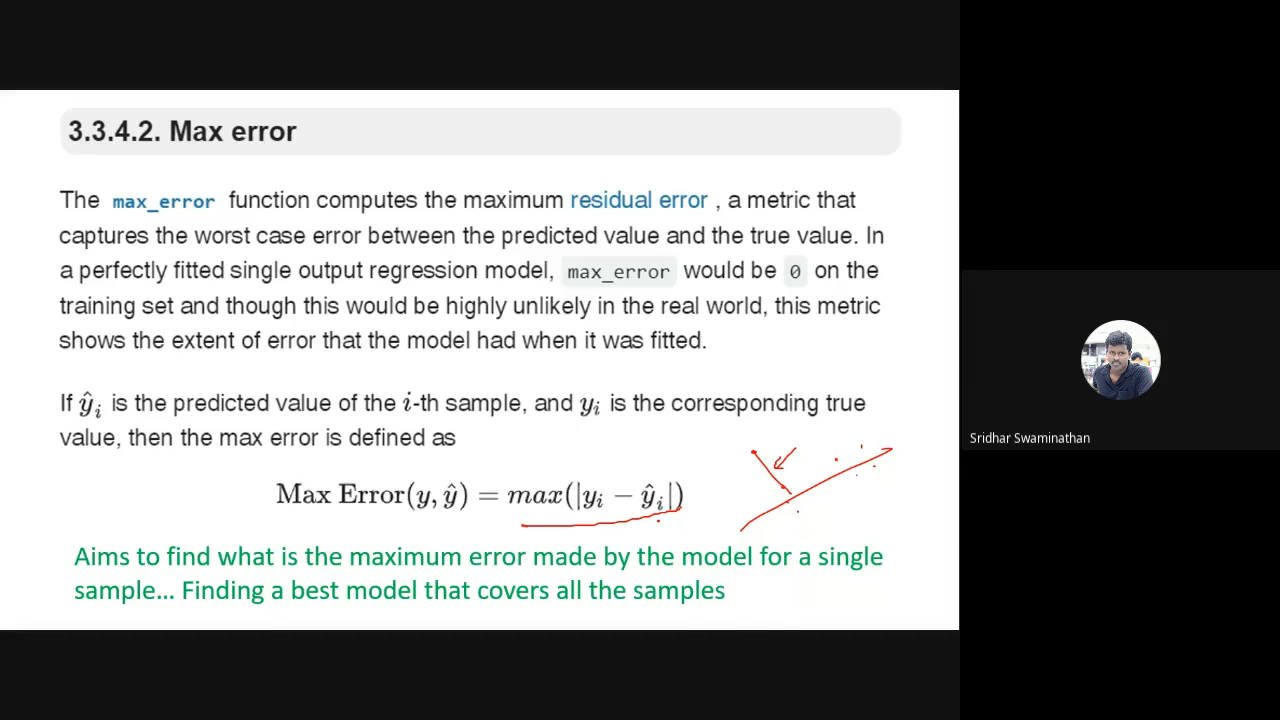 3.3.4.2. Max error
The max_error function computes the maximum residual error , a metric that
captures the worst case error between the predicted value and the true value. In
a perfectly fitted single output regression model, max_error would be 0 on the
training set and though this would be highly unlikely in the real world, this metric
shows the extent of error that the model had when it was fitted.
If ŷᵢ is the predicted value of the i-th sample, and yᵢ is the corresponding true
value, then the max error is defined as
Max Error(y, ŷ) = max(|yᵢ − ŷᵢ|)
Aims to find what is the maximum error made by the model for a single
sample... Finding a best model that covers all the samples
Sridhar Swaminathan